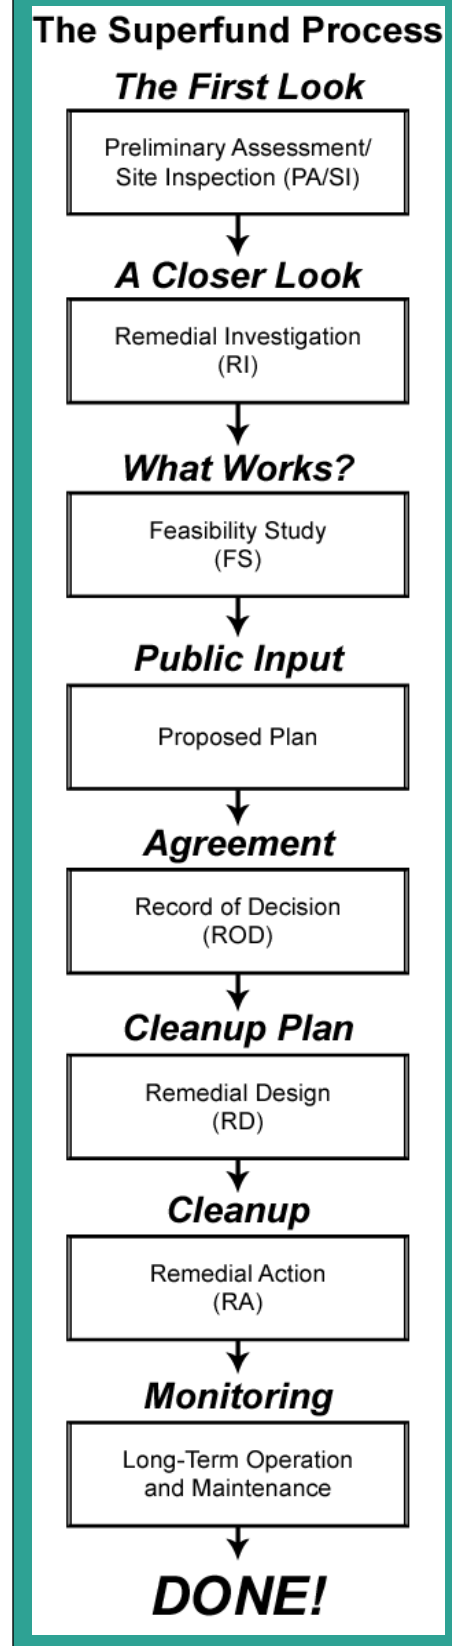 The Superfund Process
The First Look
Preliminary Assessment/
Site Inspection (PA/SI)
A Closer Look
Remedial Investigation
(RI)
What Works?
Feasibility Study
(FS)
Public Input
Proposed Plan
Agreement
Record of Decision
(ROD)
Cleanup Plan
Remedial Design
(RD)
Cleanup
Remedial Action
(RA)
Monitoring
Long-Term Operation
and Maintenance
DONE!